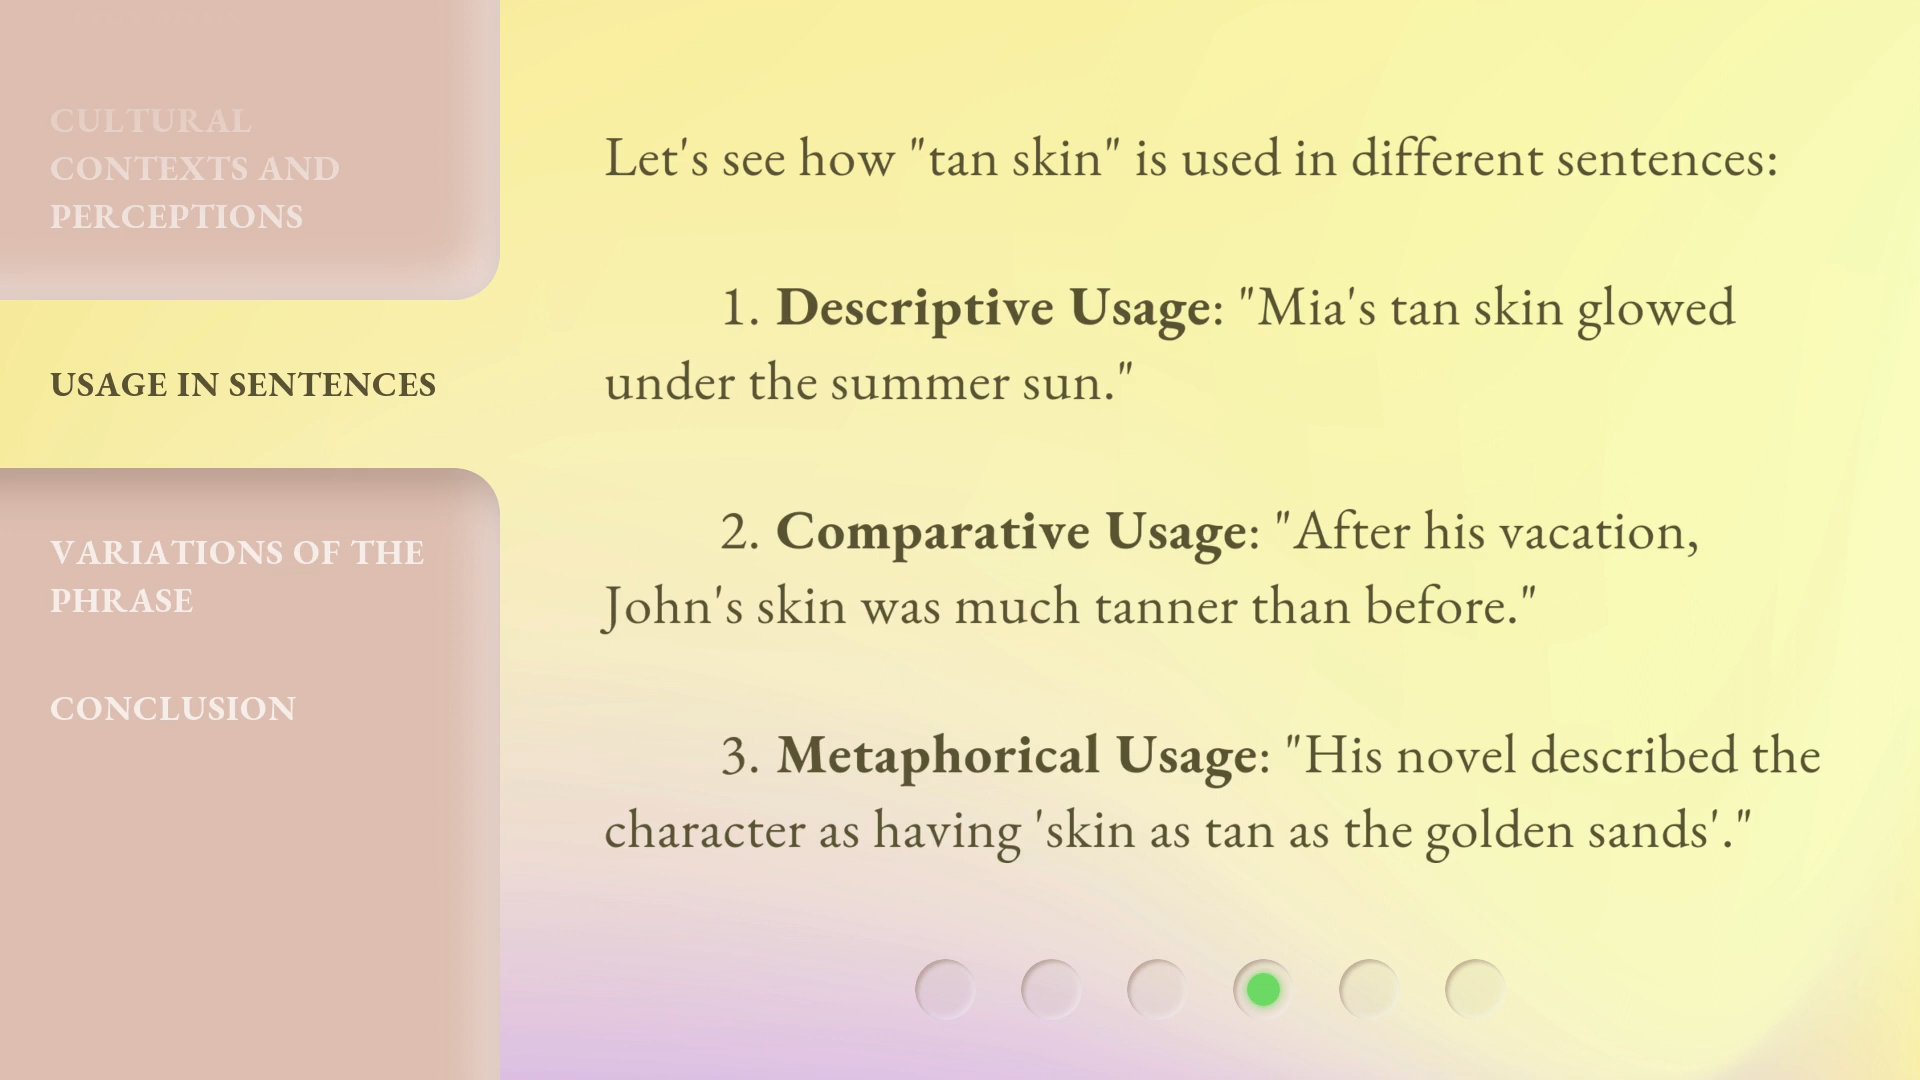 CULTURAL
CONTEXTS AND
PERCEPTIONS
USAGE IN SENTENCES
VARIATIONS OF THE
PHRASE
CONCLUSION
Let's see how "tan skin" is used in different sentences:
1. Descriptive Usage: "Mia's tan skin glowed
under the summer sun."
2. Comparative Usage: "After his vacation,
John's skin was much tanner than before."
3. Metaphorical Usage: "His novel described the
character as having 'skin as tan as the golden sands'."